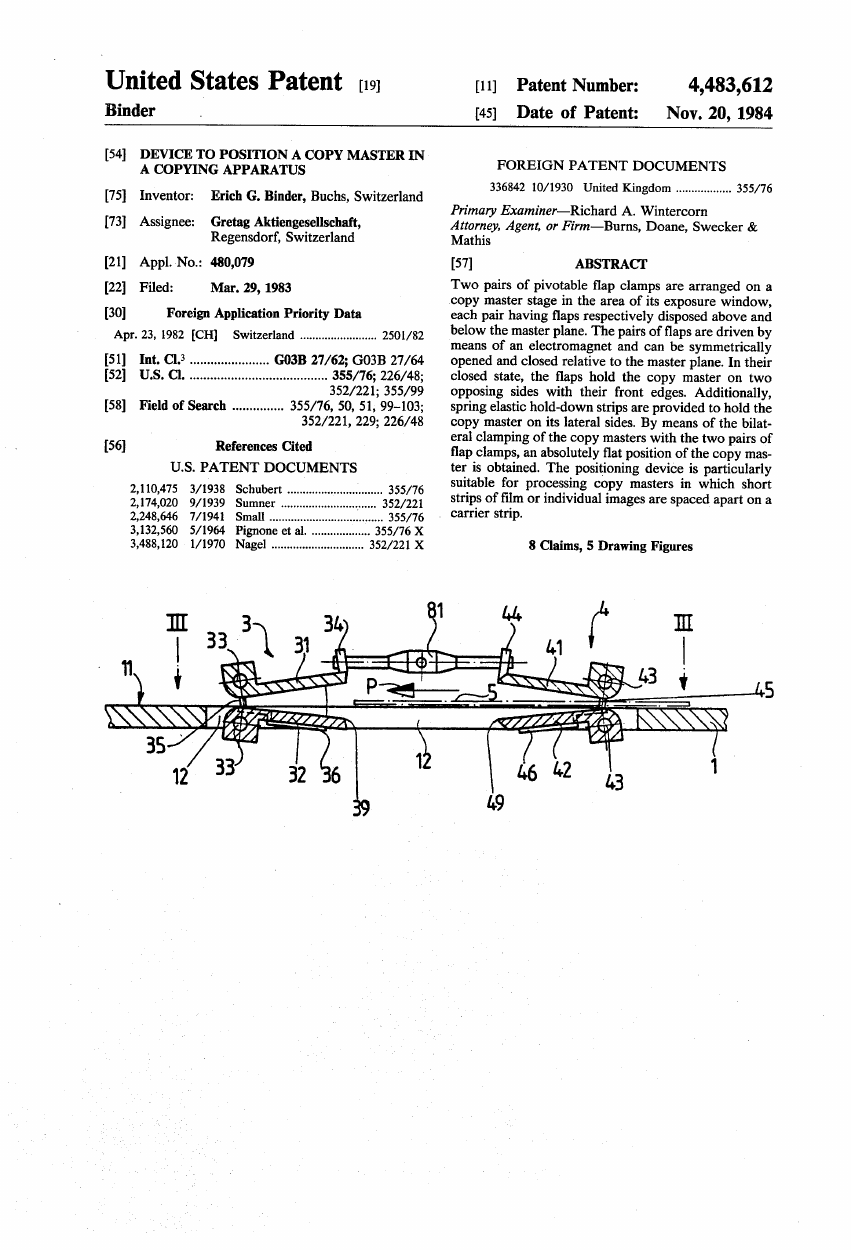 United States Patent [19]
Binder
[11] Patent Number: 4,483,612
[45] Date of Patent: Nov. 20, 1984
[54] DEVICE TO POSITION A COPY MASTER IN
A COPYING APPARATUS
[75] Inventor: Erich G. Binder, Buchs, Switzerland
[73] Assignee: Gretag Aktiengesellschaft,
Regensdorf, Switzerland
[21] Appl. No.: 480,079
[22] Filed: Mar. 29, 1983
[30] Foreign Application Priority Data
Apr. 23, 1982 [CH] Switzerland ........................ 2501/82
[51] Int. Cl.³ ....................... G03B 27/62; G03B 27/64
[52] U.S. Cl. ........................................ 355/76; 226/48;
352/221; 355/99
[58] Field of Search ............... 355/76, 50, 51, 99-103;
352/221, 229; 226/48
[56] References Cited
U.S. PATENT DOCUMENTS
2,110,475 3/1938 Schubert .............................. 355/76
2,174,020 9/1939 Sumner .............................. 352/221
2,248,646 7/1941 Small .................................... 355/76
3,132,560 5/1964 Pignone et al. .................. 355/76 X
3,488,120 1/1970 Nagel ............................. 352/221 X
FOREIGN PATENT DOCUMENTS
336842 10/1930 United Kingdom .................. 355/76
Primary Examiner—Richard A. Wintercorn
Attorney, Agent, or Firm—Burns, Doane, Swecker &
Mathis
[57] ABSTRACT
Two pairs of pivotable flap clamps are arranged on a
copy master stage in the area of its exposure window,
each pair having flaps respectively disposed above and
below the master plane. The pairs of flaps are driven by
means of an electromagnet and can be symmetrically
opened and closed relative to the master plane. In their
closed state, the flaps hold the copy master on two
opposing sides with their front edges. Additionally,
spring elastic hold-down strips are provided to hold the
copy master on its lateral sides. By means of the bilat-
eral clamping of the copy masters with the two pairs of
flap clamps, an absolutely flat position of the copy mas-
ter is obtained. The positioning device is particularly
suitable for processing copy masters in which short
strips of film or individual images are spaced apart on a
carrier strip.
8 Claims, 5 Drawing Figures
III 3 34 81 44 4 III
33 31 41 43
11 P 5 45
35 12 33 32 36 12 46 42 43 1
39 49